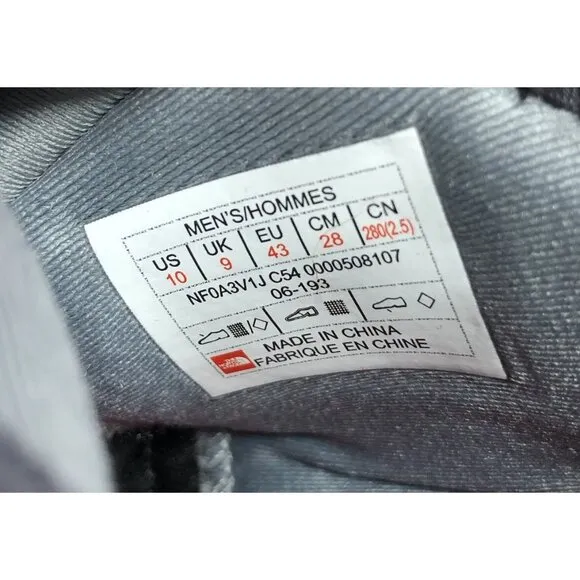 MEN'S/HOMMES
US UK EU CM CN
10 9 43 28 280(2.5)
NF0A3V1J C54 0000508107
06-193
MADE IN CHINA
FABRIQUE EN CHINE
THE NORTH FACE